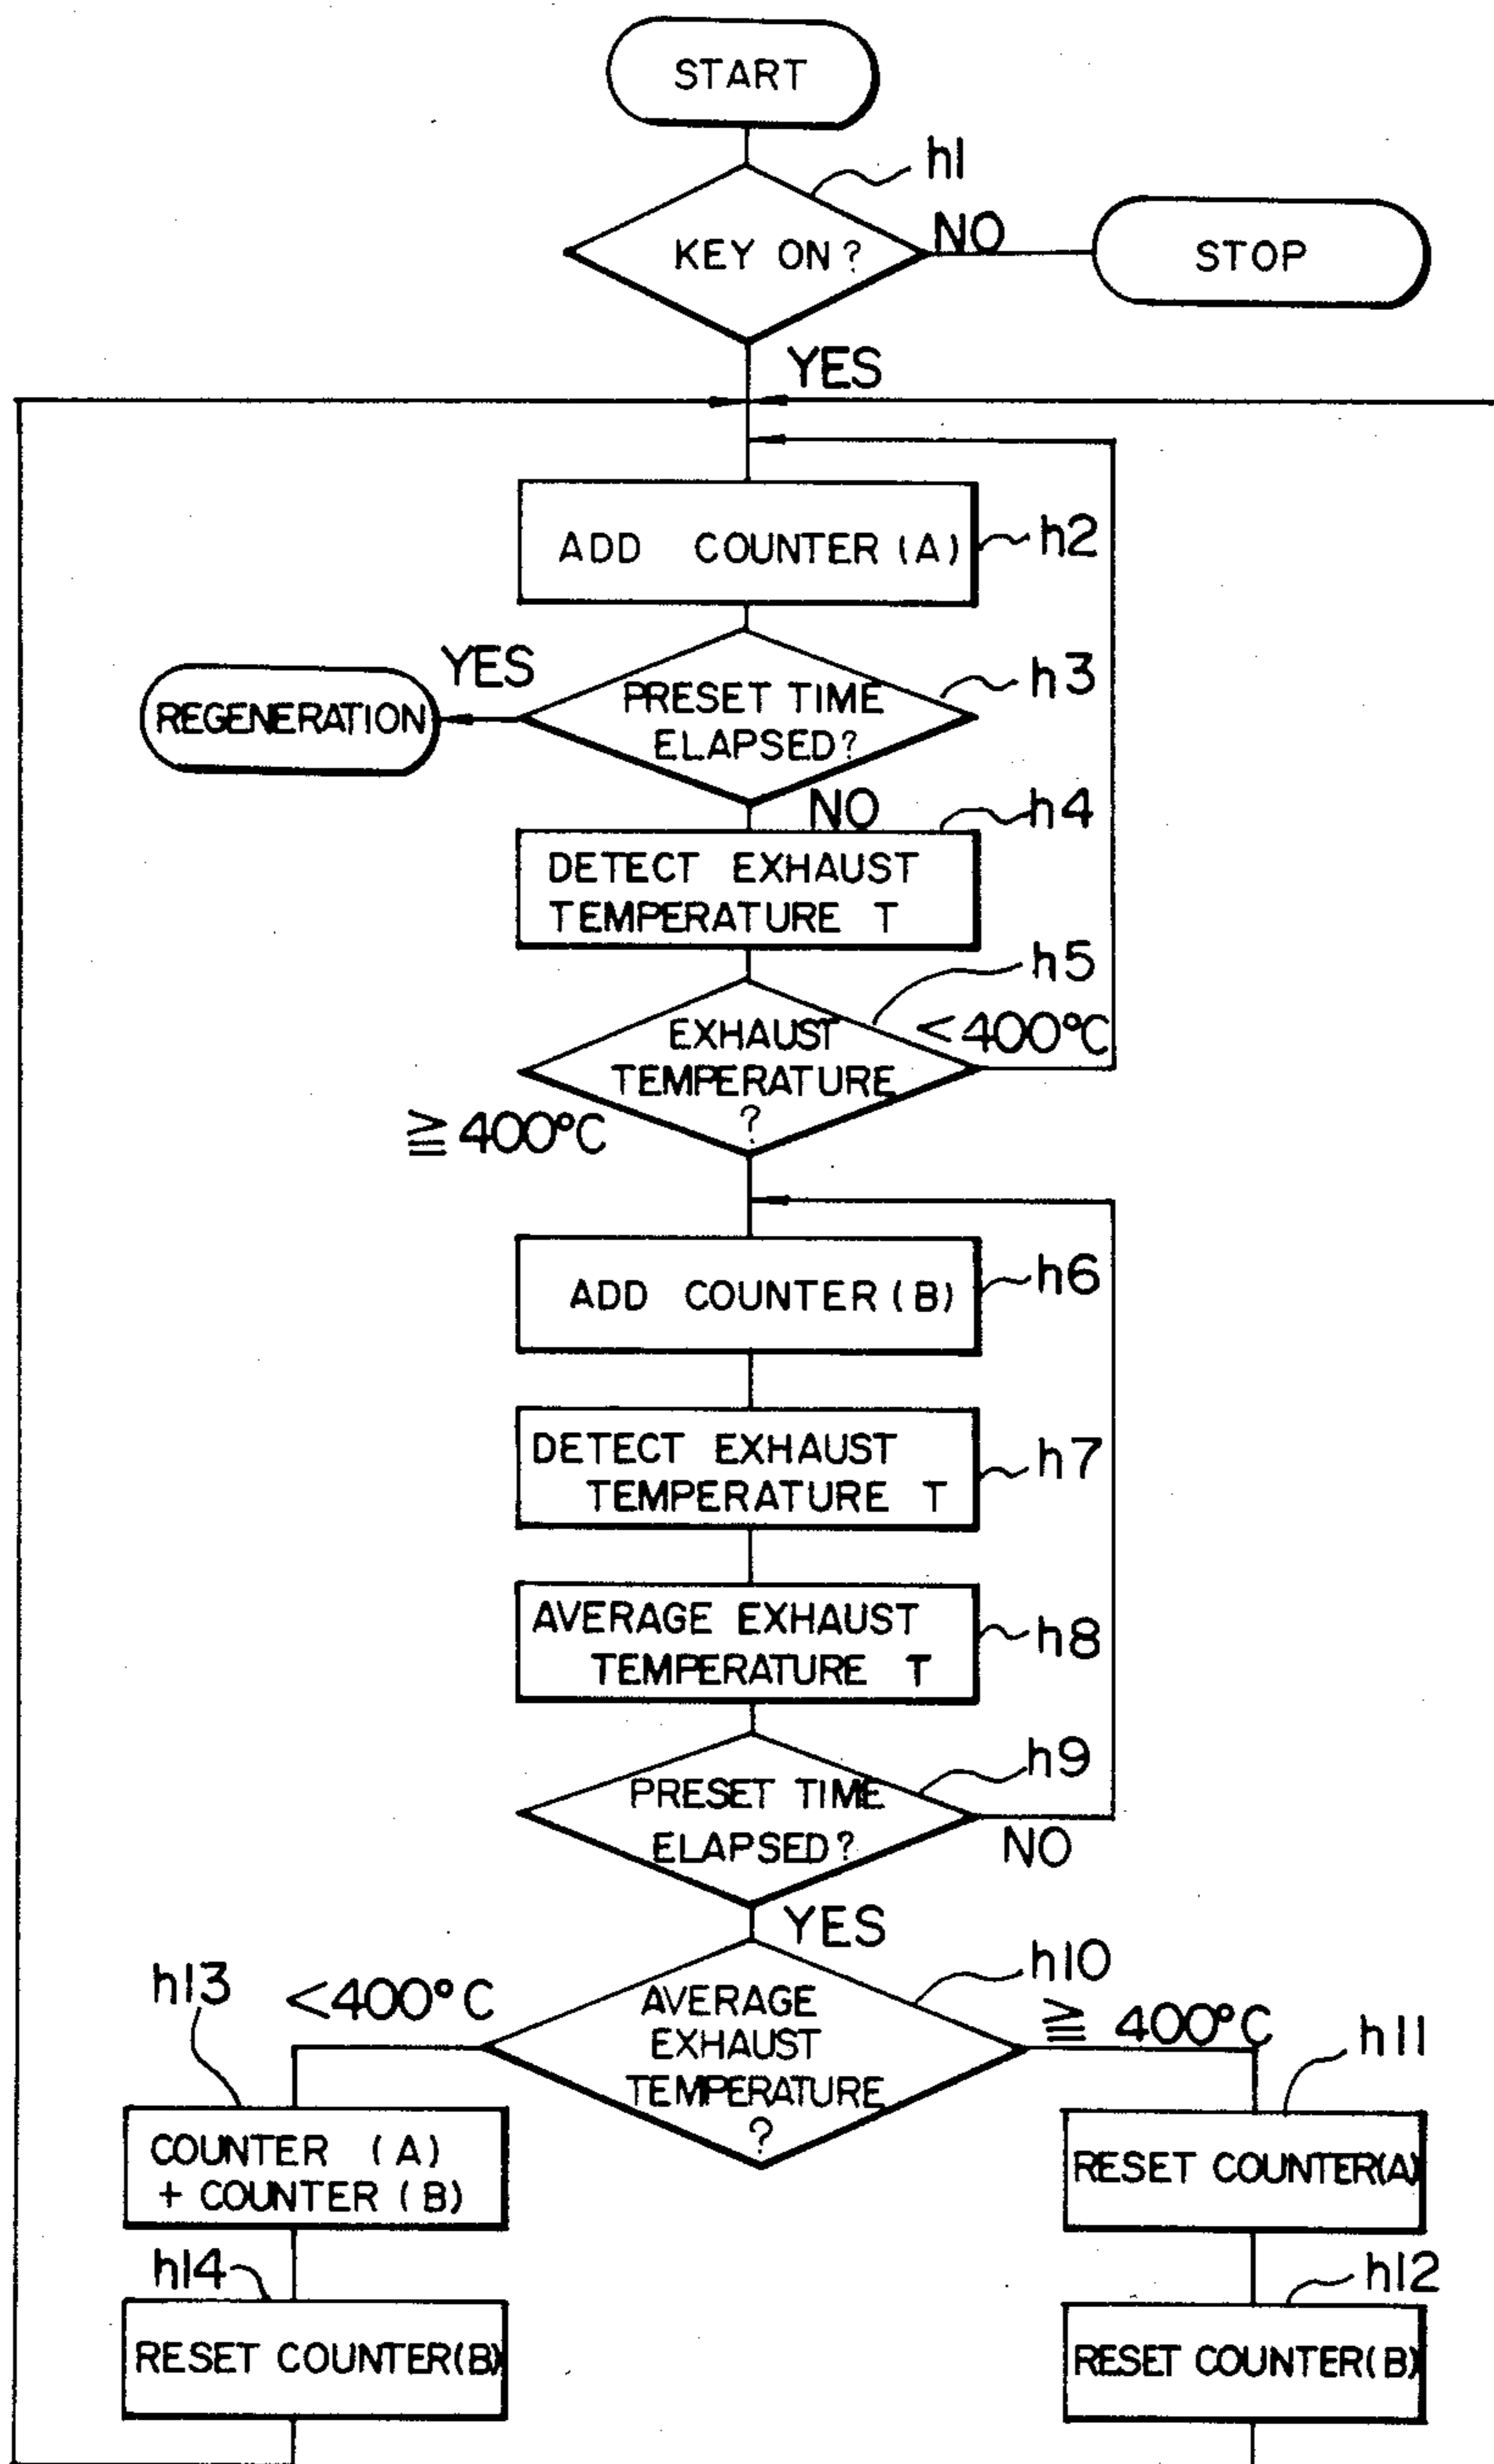 START
h1
KEY ON?
NO
STOP
YES
ADD COUNTER (A)
h2
YES
REGENERATION
PRESET TIME
ELAPSED?
h3
NO
h4
DETECT EXHAUST
TEMPERATURE T
h5
EXHAUST
TEMPERATURE
?
<400°C
≧400°C
ADD COUNTER (B)
h6
DETECT EXHAUST
TEMPERATURE T
h7
AVERAGE EXHAUST
TEMPERATURE T
h8
h9
PRESET TIME
ELAPSED?
NO
YES
h10
h13
<400°C
AVERAGE
EXHAUST
TEMPERATURE
?
≧ 400°C
h11
COUNTER (A)
+ COUNTER (B)
RESET COUNTER(A)
h14
h12
RESET COUNTER(B)
RESET COUNTER(B)